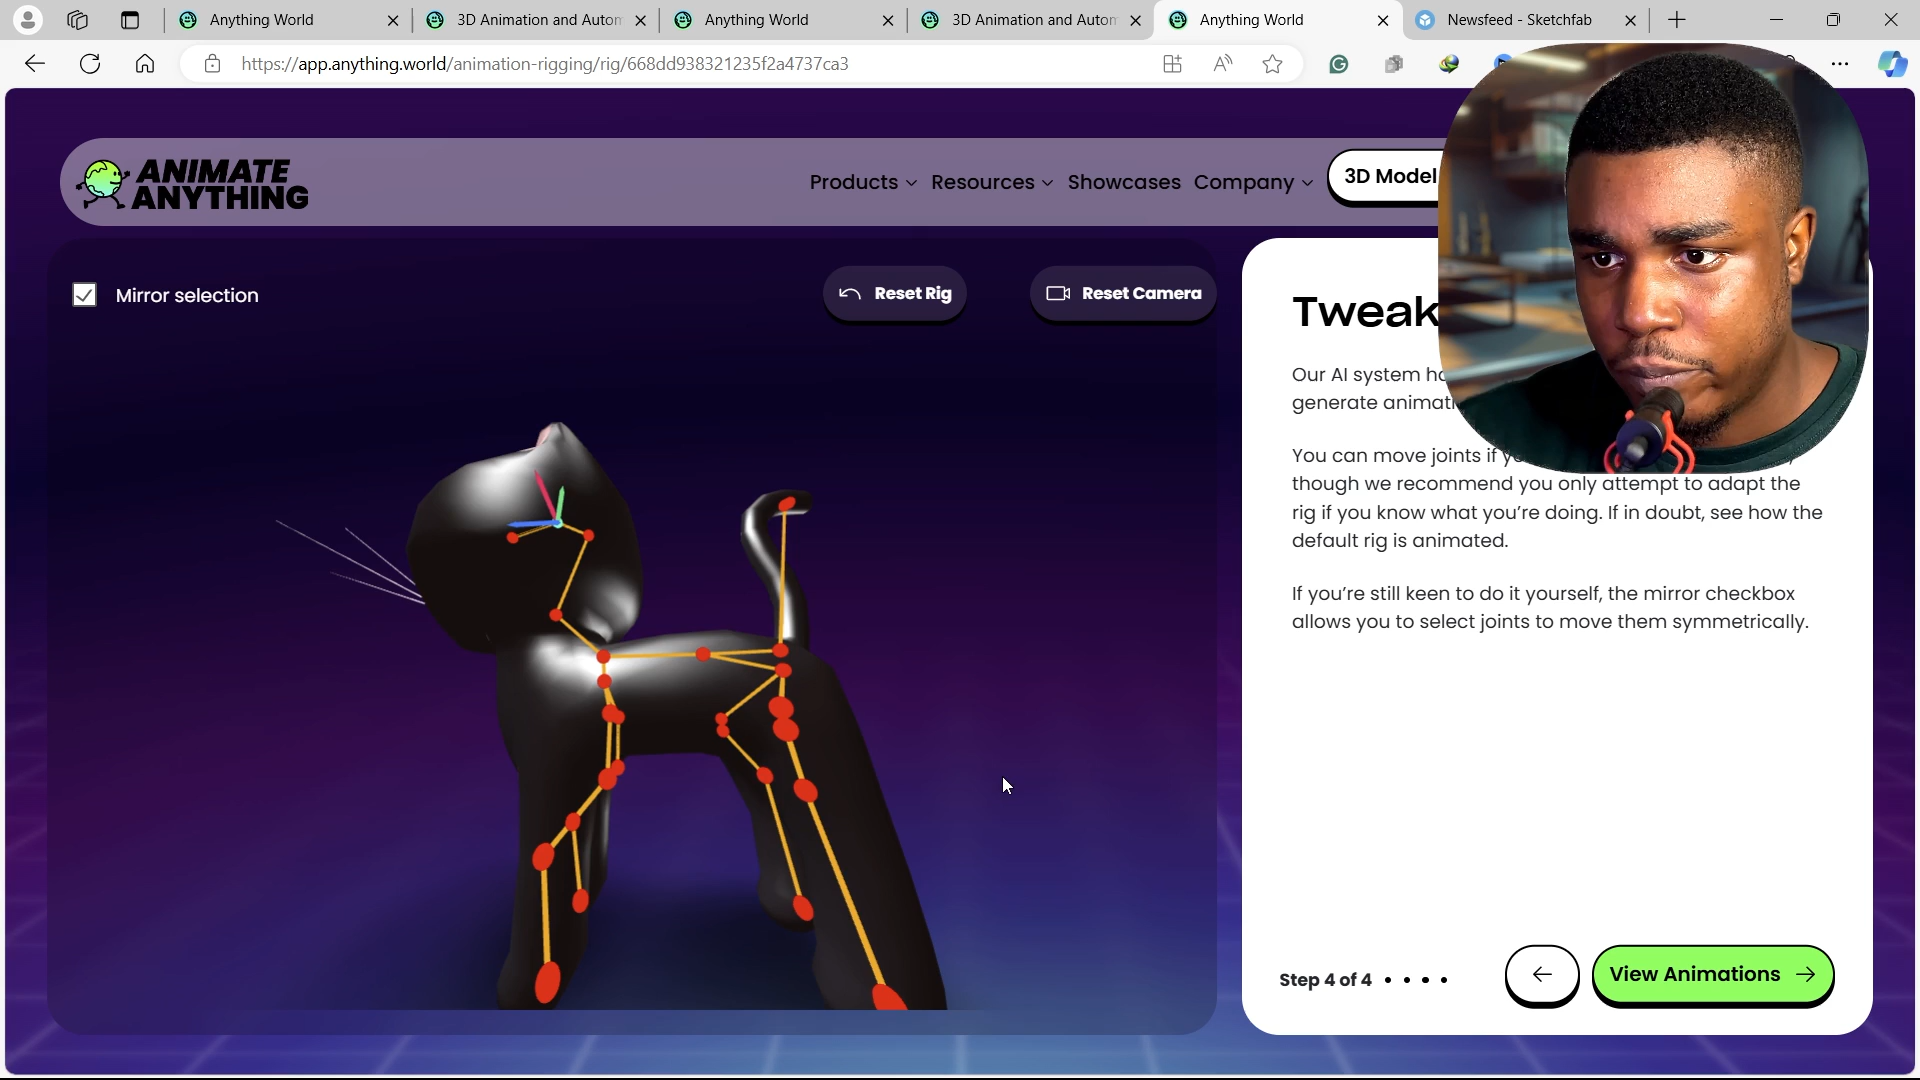 Anything World
3D Animation and Autom
Anything World
3D Animation and Autom
Anything World
Newsfeed - Sketchfab
https://app.anything.world/animation-rigging/rig/668dd938321235f2a4737ca3
ANIMATE
ANYTHING
Products
Resources
Showcases
Company
3D Model
Mirror selection
Reset Rig
Reset Camera
Tweak
Our AI system ha
generate animati
You can move joints if y
though we recommend you only attempt to adapt the
rig if you know what you're doing. If in doubt, see how the
default rig is animated.
If you're still keen to do it yourself, the mirror checkbox
allows you to select joints to move them symmetrically.
Step 4 of 4
View Animations